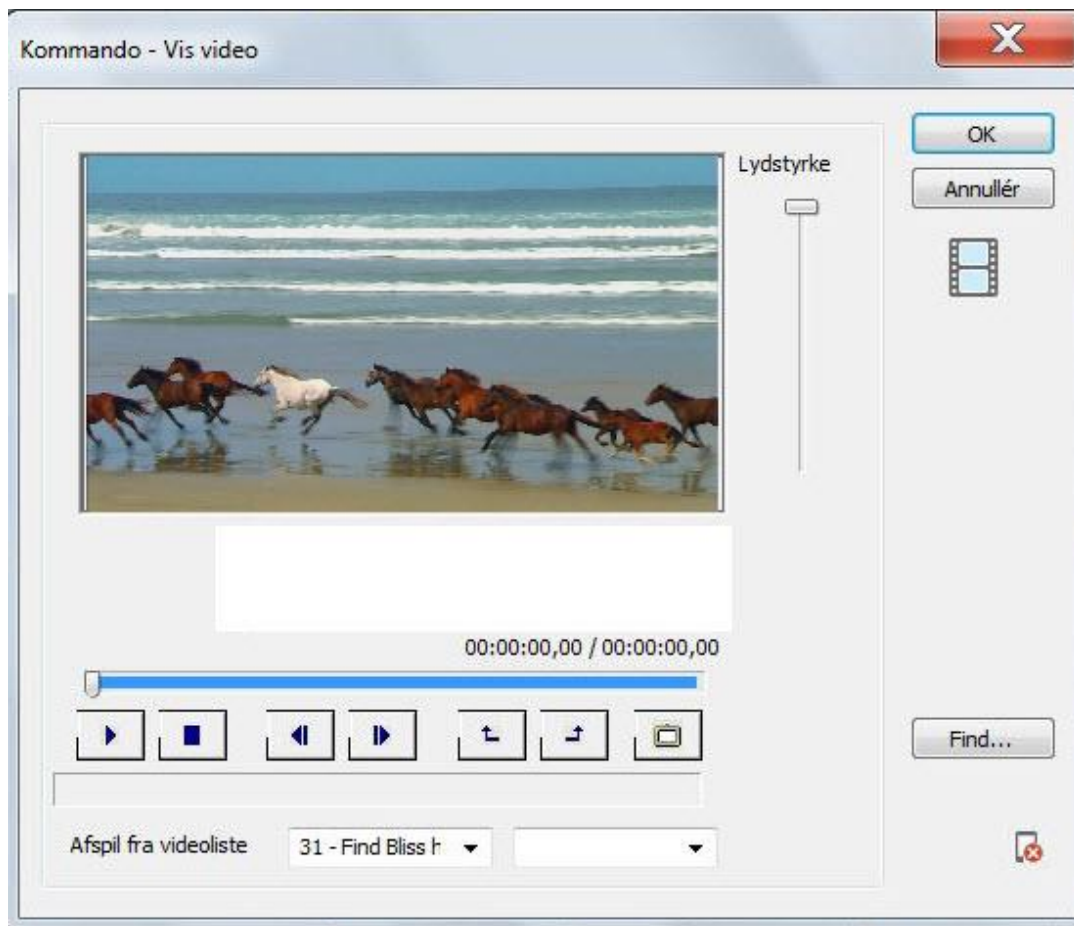 Kommando - Vis video
OK
Lydstyrke
Annullér
00:00:00,00 / 00:00:00,00
Find...
Afspil fra videoliste
31 - Find Bliss h